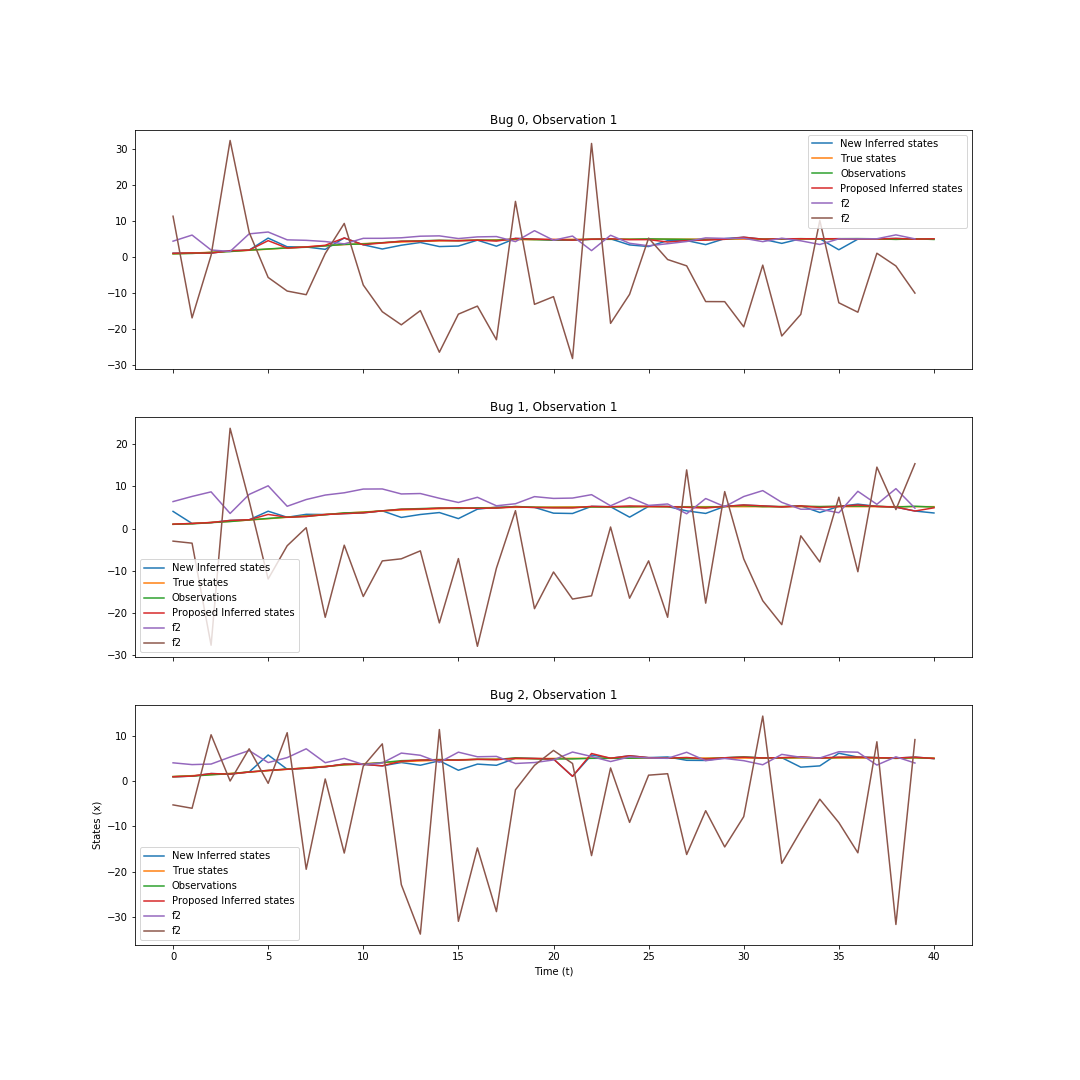 Bug 0, Observation 1
30
20
10
0
−10
−20
−30
New Inferred states
True states
Observations
Proposed Inferred states
f2
f2
Bug 1, Observation 1
20
10
0
−10
−20
−30
New Inferred states
True states
Observations
Proposed Inferred states
f2
f2
Bug 2, Observation 1
10
0
−10
−20
−30
States (x)
New Inferred states
True states
Observations
Proposed Inferred states
f2
f2
0 5 10 15 20 25 30 35 40
Time (t)